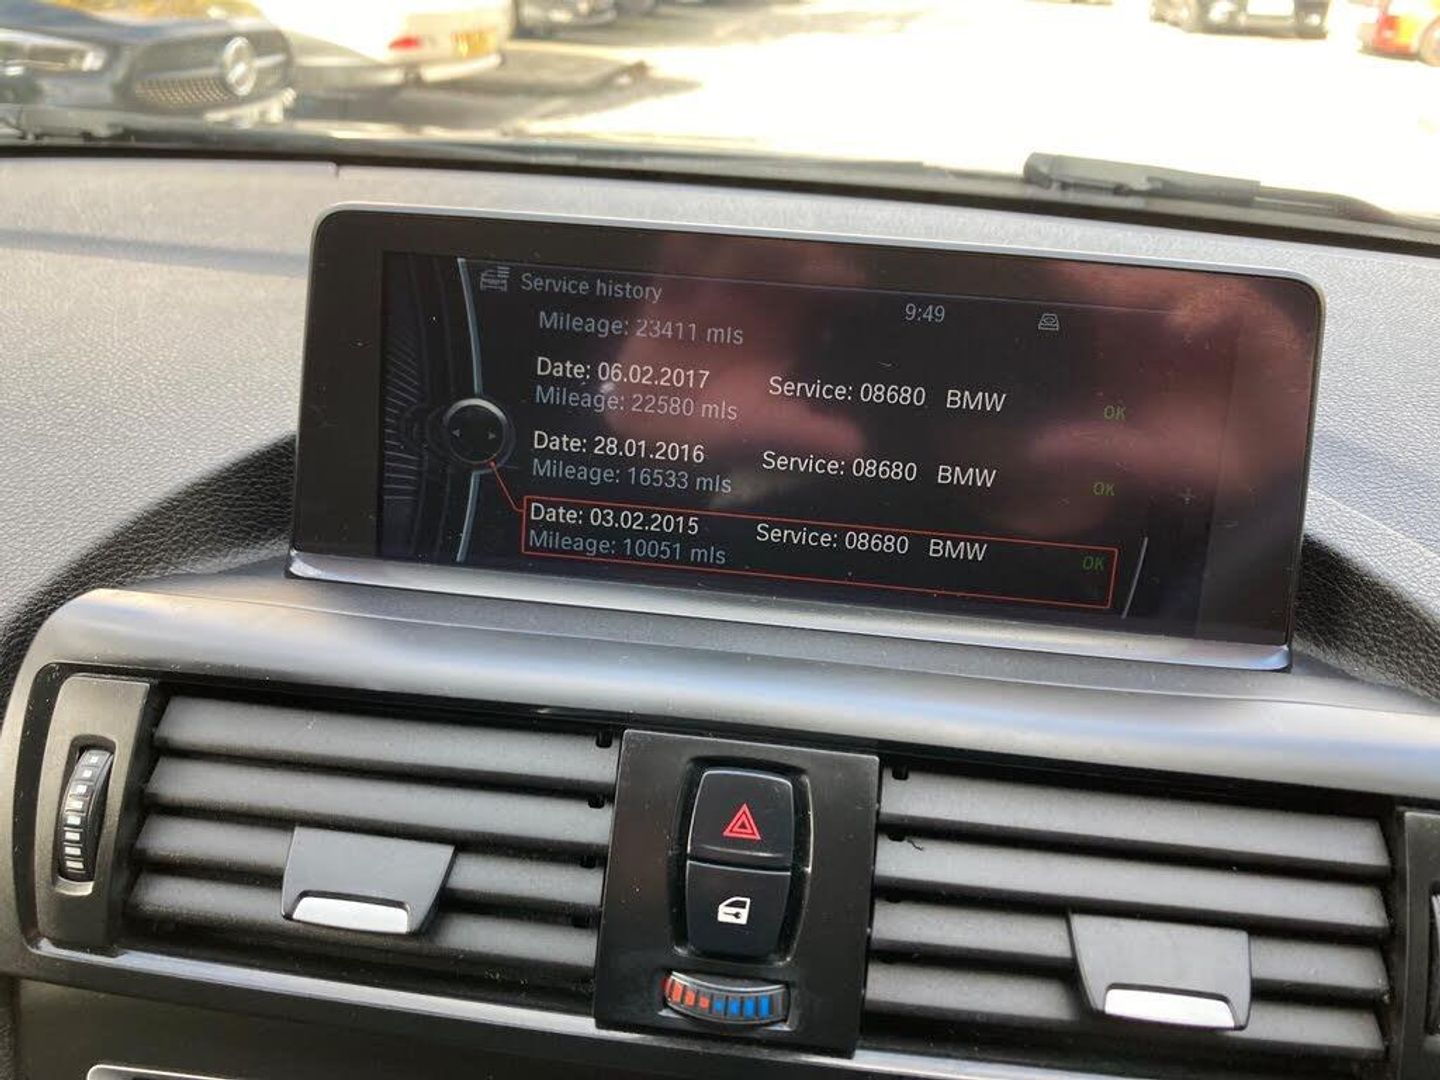 Service history
9:49
Mileage: 23411 mls
Date: 06.02.2017 Service: 08680 BMW
Mileage: 22580 mls OK
Date: 28.01.2016 Service: 08680 BMW
Mileage: 16533 mls OK
Date: 03.02.2015 Service: 08680 BMW
Mileage: 10051 mls OK